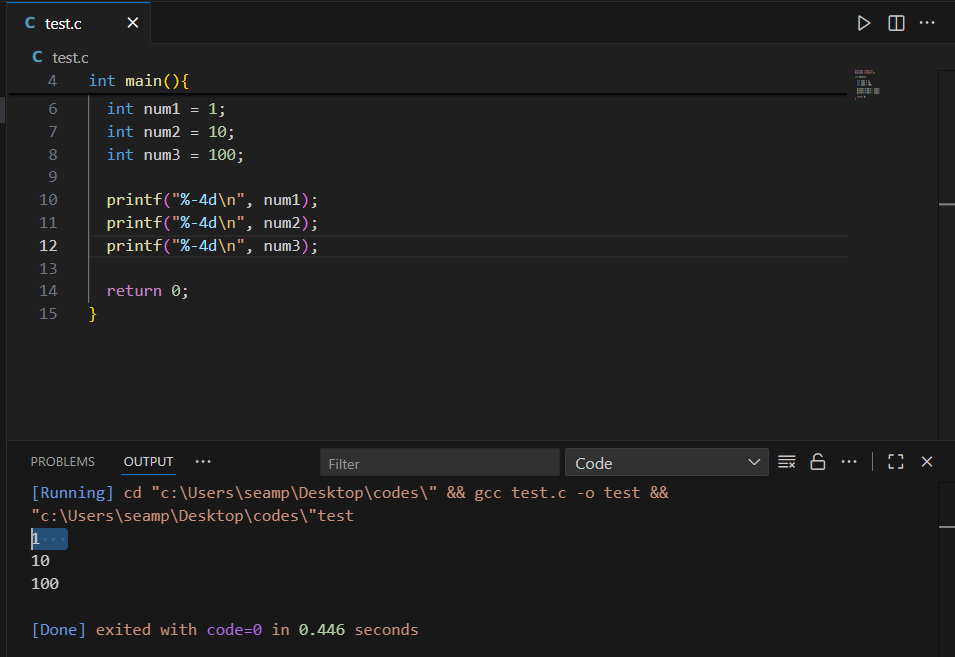 C test.c
C test.c
4 int main(){
6 int num1 = 1;
7 int num2 = 10;
8 int num3 = 100;
9
10 printf("%-4d\n", num1);
11 printf("%-4d\n", num2);
12 printf("%-4d\n", num3);
13
14 return 0;
15 }
PROBLEMS OUTPUT Filter Code
[Running] cd "c:\Users\seamp\Desktop\codes\" && gcc test.c -o test &&
"c:\Users\seamp\Desktop\codes\"test
1
10
100
[Done] exited with code=0 in 0.446 seconds